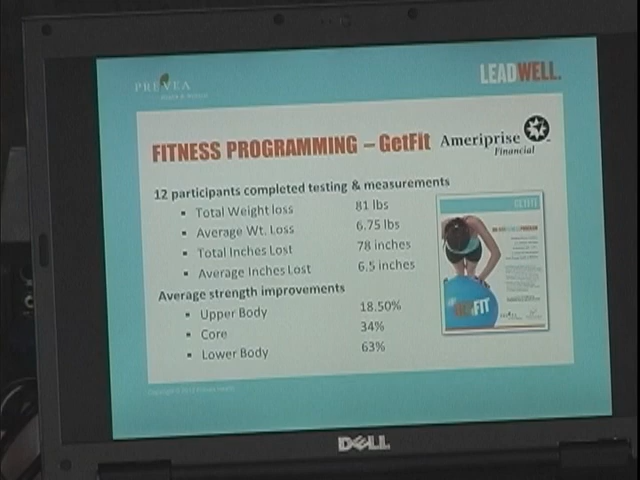 PREVEA
LEADWELL.
FITNESS PROGRAMMING – GetFit
Ameriprise
Financial
12 participants completed testing & measurements
▪ Total Weight loss 81 lbs
▪ Average Wt. Loss 6.75 lbs
▪ Total Inches Lost 78 inches
▪ Average Inches Lost 6.5 inches
Average strength improvements
▪ Upper Body 18.50%
▪ Core 34%
▪ Lower Body 63%
GETFIT
GETFIT
DELL